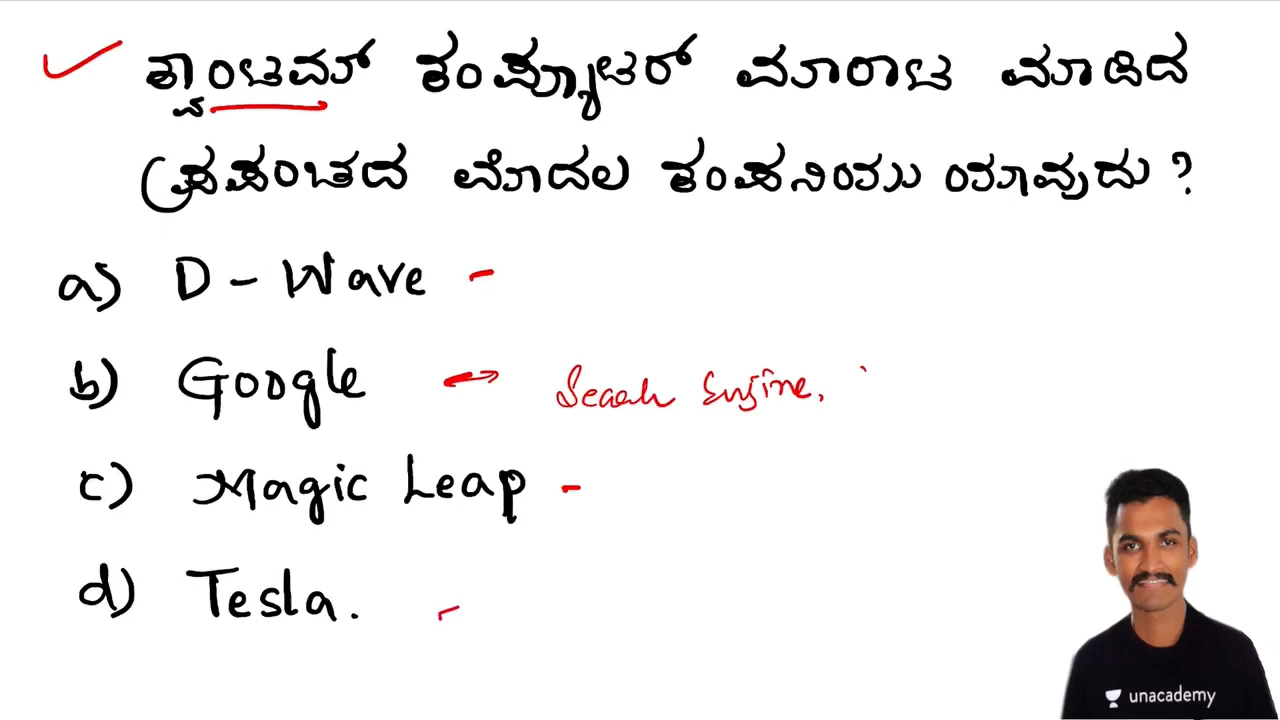 ಕ್ವಾಂಟಮ್ ಕಂಪ್ಯೂಟರ್ ಮಾರಾಟ ಮಾಡಿದ
ಪ್ರಪಂಚದ ಮೊದಲ ಕಂಪನಿಯು ಯಾವುದು ?
a) D - Wave -
b) Google → Search Engine.
c) Magic Leap -
d) Tesla.
unacademy